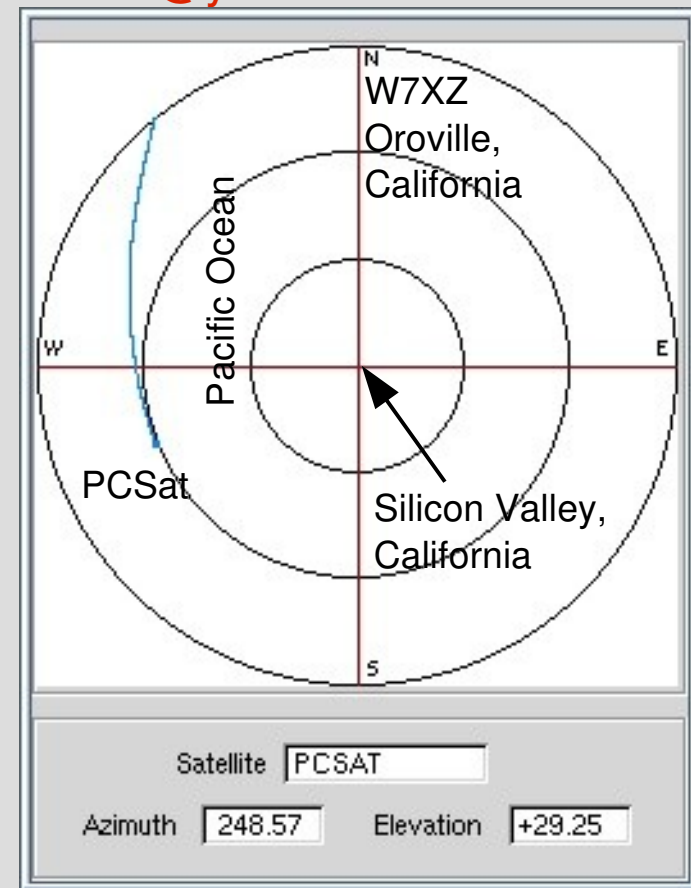 N
W7XZ
Oroville,
California
Pacific Ocean
W
E
PCSat
Silicon Valley,
California
S
Satellite PCSAT
Azimuth 248.57 Elevation +29.25